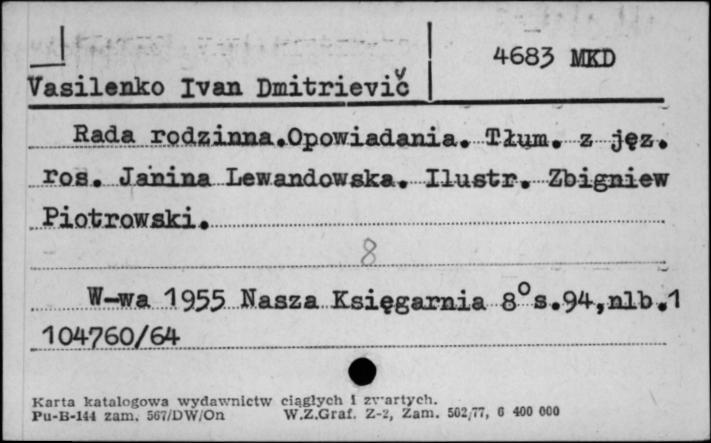 4683 MKD
Vasilenko Ivan Dmitrievič
Rada rodzinna.Opowiadania. Tłum. z jęz.
ros. Janina Lewandowska. Ilustr. Zbigniew
Piotrowski.
8
W-wa 1955 Nasza Księgarnia 8° s.94,nlb.1
104760/64
Karta katalogowa wydawnictw ciągłych i zwartych.
Pu-B-144 zam. 567/DW/On W.Z.Graf. Z-2, Zam. 502/77, 6 400 000